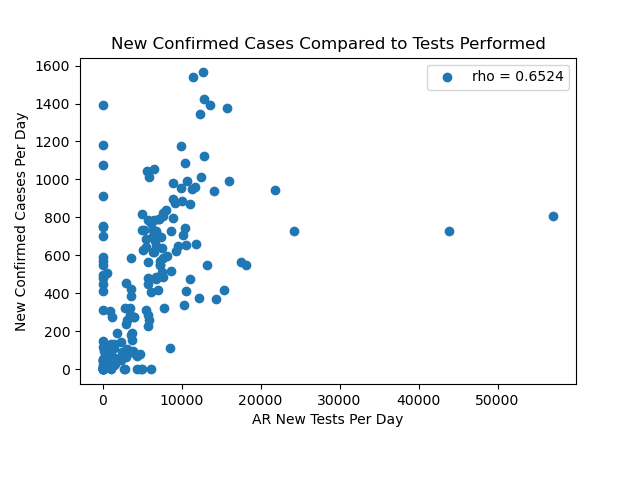 New Confirmed Cases Compared to Tests Performed
rho = 0.6524
New Confirmed Caeses Per Day
1600
1400
1200
1000
800
600
400
200
0
0 10000 20000 30000 40000 50000
AR New Tests Per Day